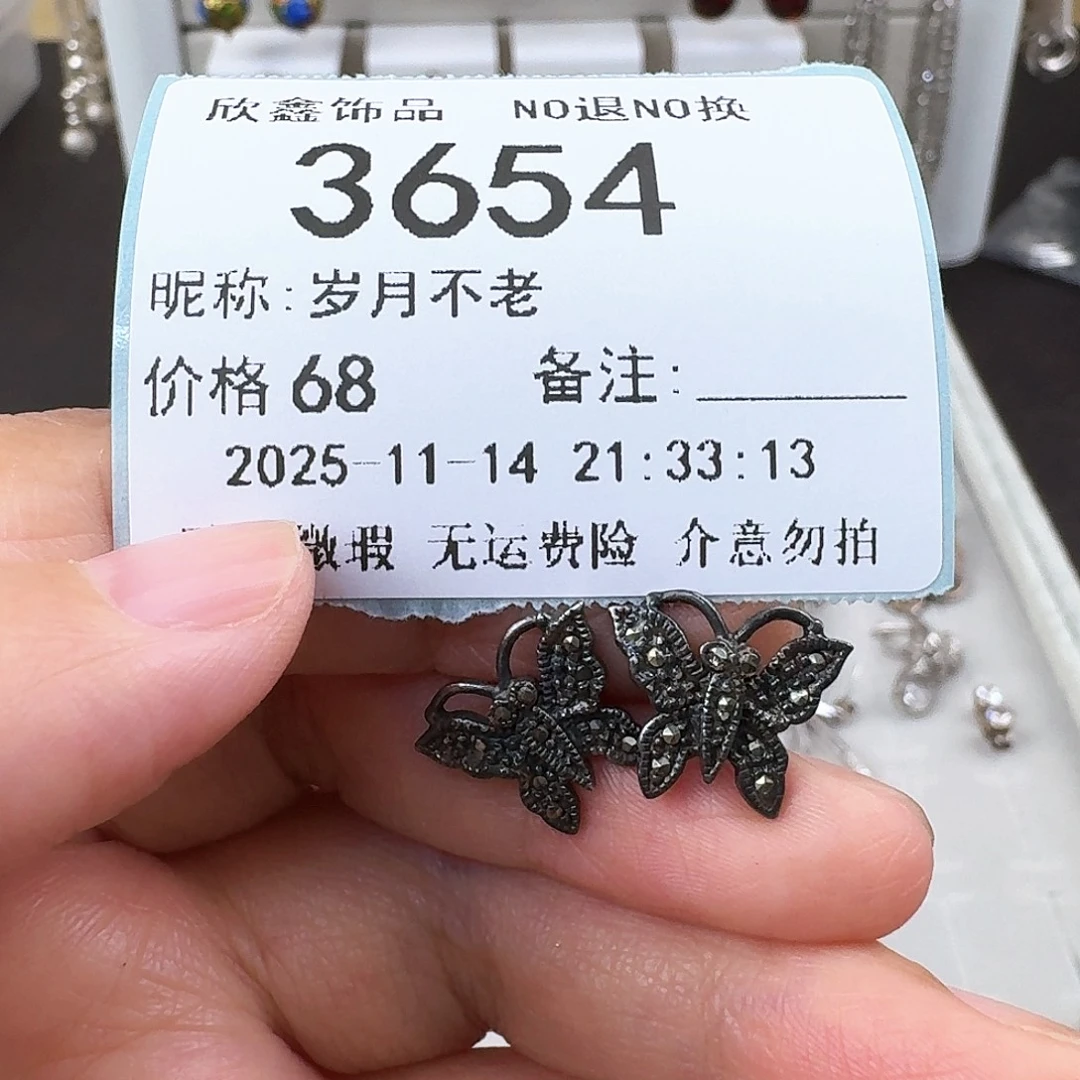 欣鑫饰品 NO退NO换
3654
昵称:岁月不老
价格 68 备注:________
2025-11-14 21:33:13
微瑕 无运费险 介意勿拍